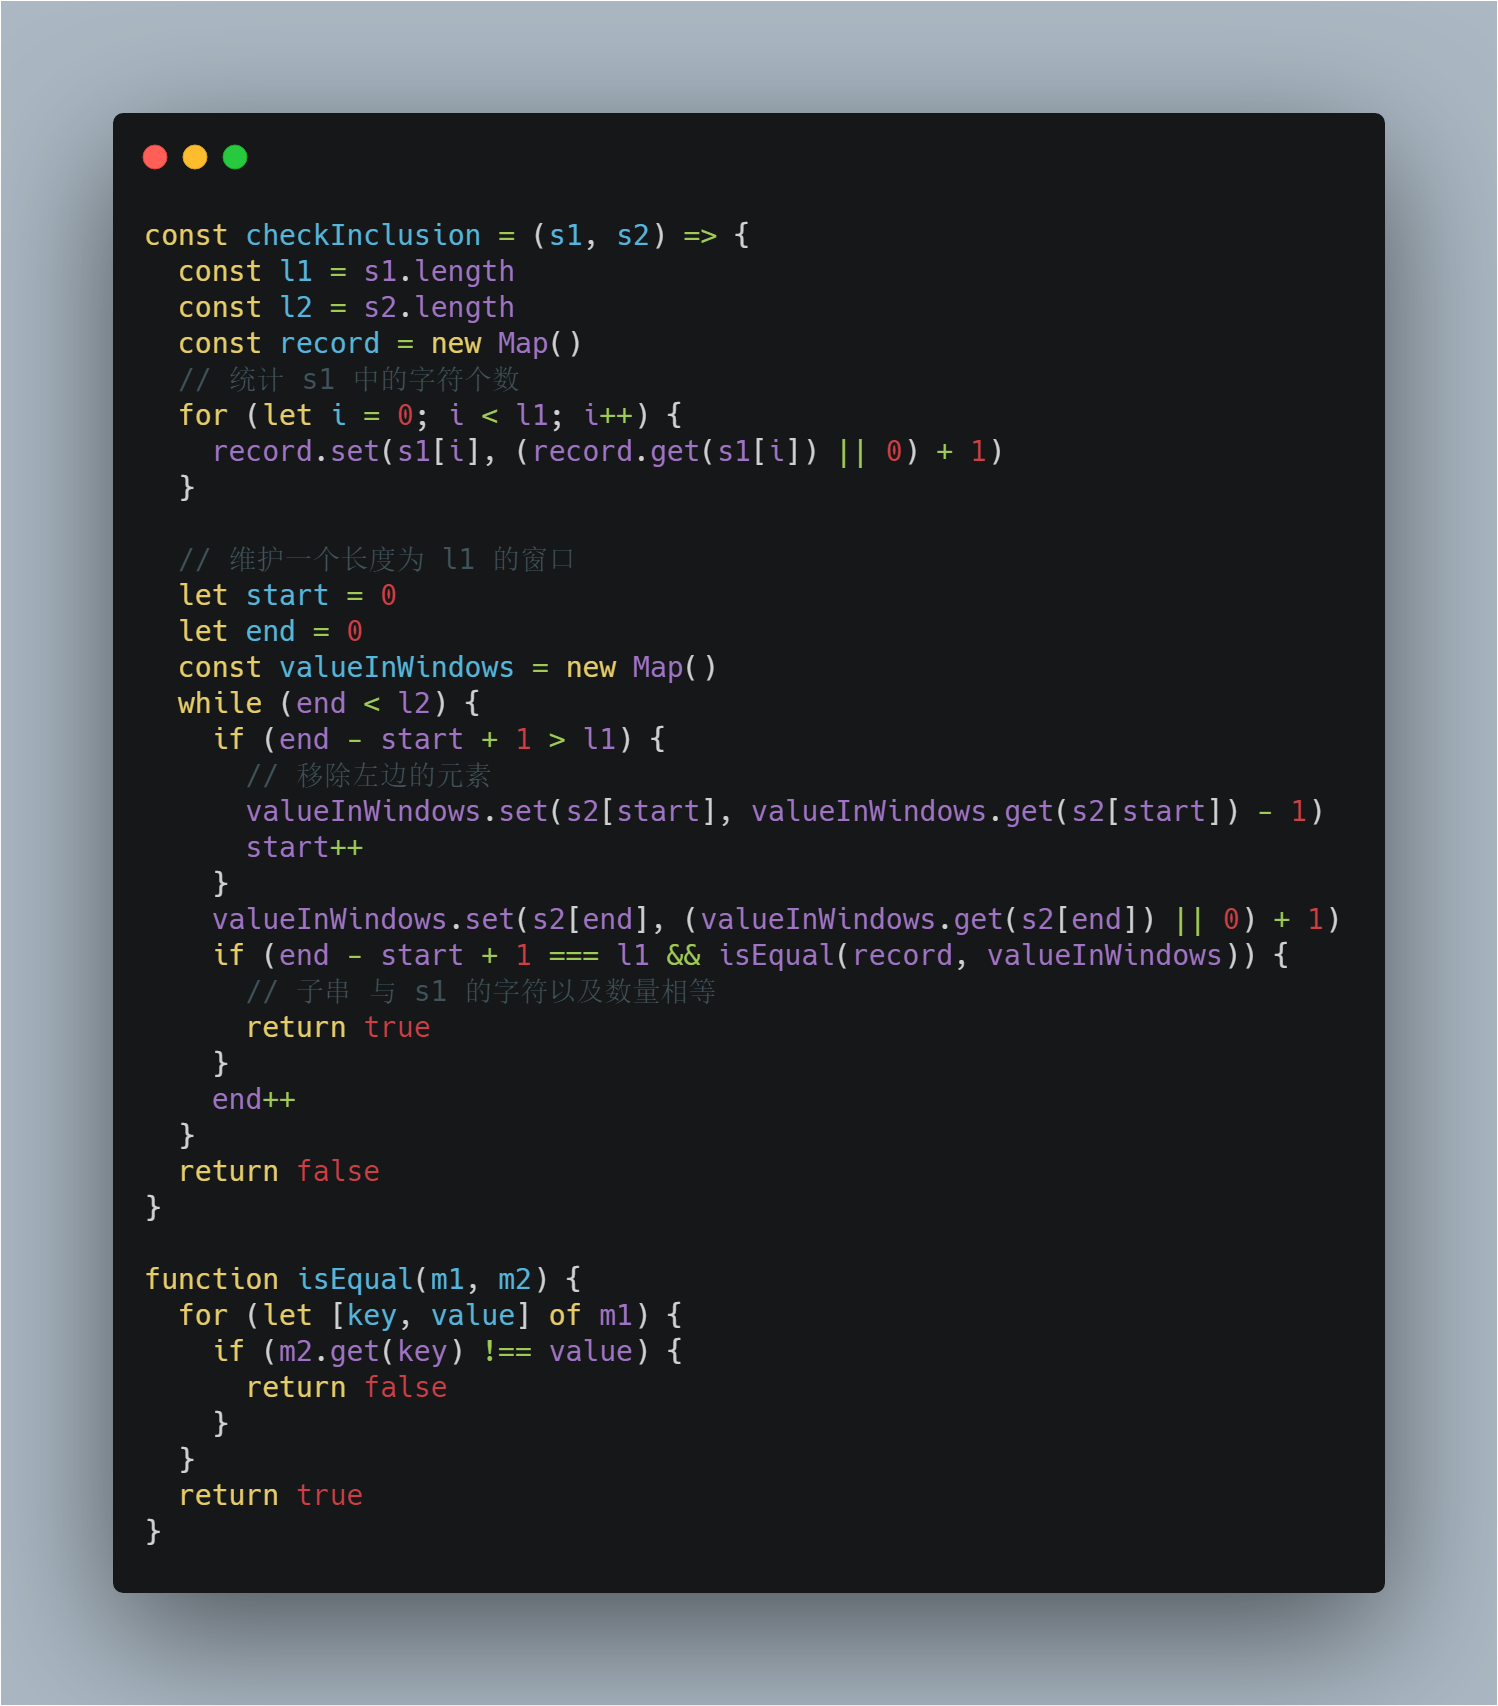 const checkInclusion = (s1, s2) => {
  const l1 = s1.length
  const l2 = s2.length
  const record = new Map()
  // 统计 s1 中的字符个数
  for (let i = 0; i < l1; i++) {
    record.set(s1[i], (record.get(s1[i]) || 0) + 1)
  }

  // 维护一个长度为 l1 的窗口
  let start = 0
  let end = 0
  const valueInWindows = new Map()
  while (end < l2) {
    if (end - start + 1 > l1) {
      // 移除左边的元素
      valueInWindows.set(s2[start], valueInWindows.get(s2[start]) - 1)
      start++
    }
    valueInWindows.set(s2[end], (valueInWindows.get(s2[end]) || 0) + 1)
    if (end - start + 1 === l1 && isEqual(record, valueInWindows)) {
      // 子串 与 s1 的字符以及数量相等
      return true
    }
    end++
  }
  return false
}

function isEqual(m1, m2) {
  for (let [key, value] of m1) {
    if (m2.get(key) !== value) {
      return false
    }
  }
  return true
}